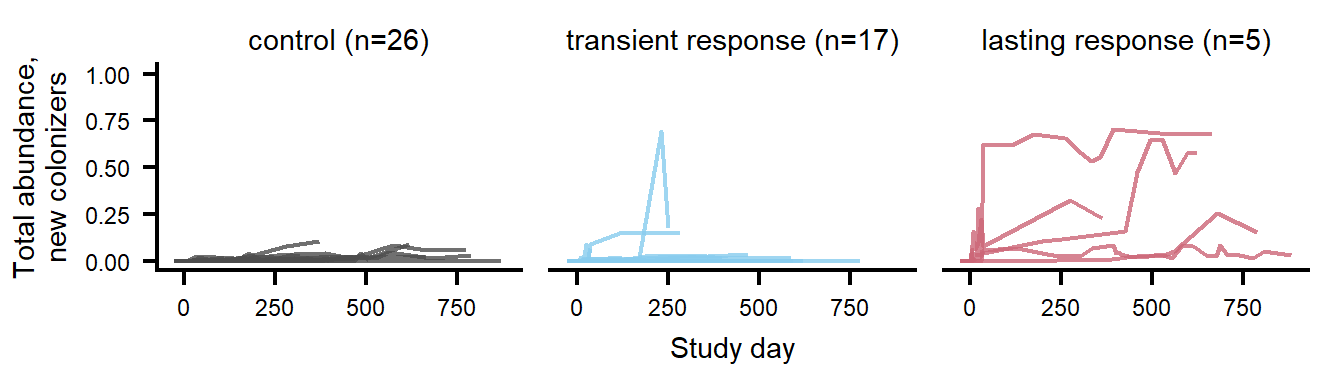 control (n=26)
transient response (n=17)
lasting response (n=5)
Total abundance,
new colonizers
1.00
0.75
0.50
0.25
0.00
0 250 500 750
0 250 500 750
0 250 500 750
Study day